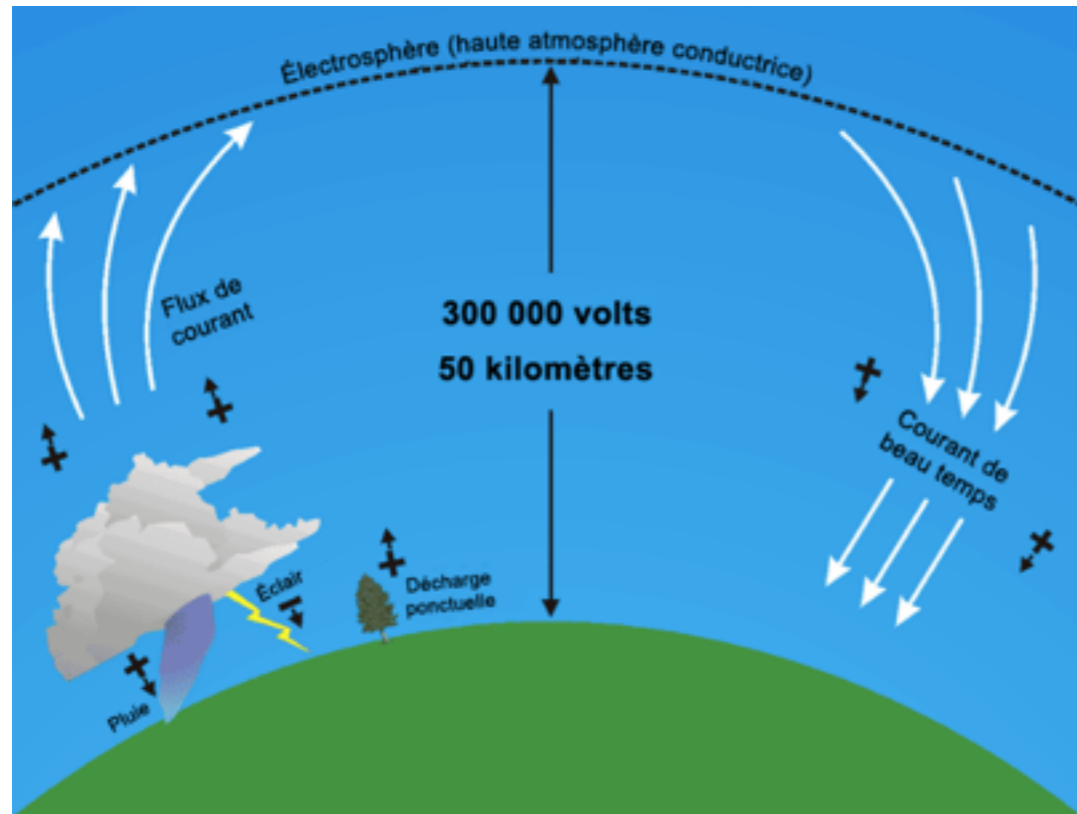 Électrosphère (haute atmosphère conductrice)
Flux de
courant
300 000 volts
50 kilomètres
Courant de
beau temps
Éclair
Décharge
ponctuelle
Pluie